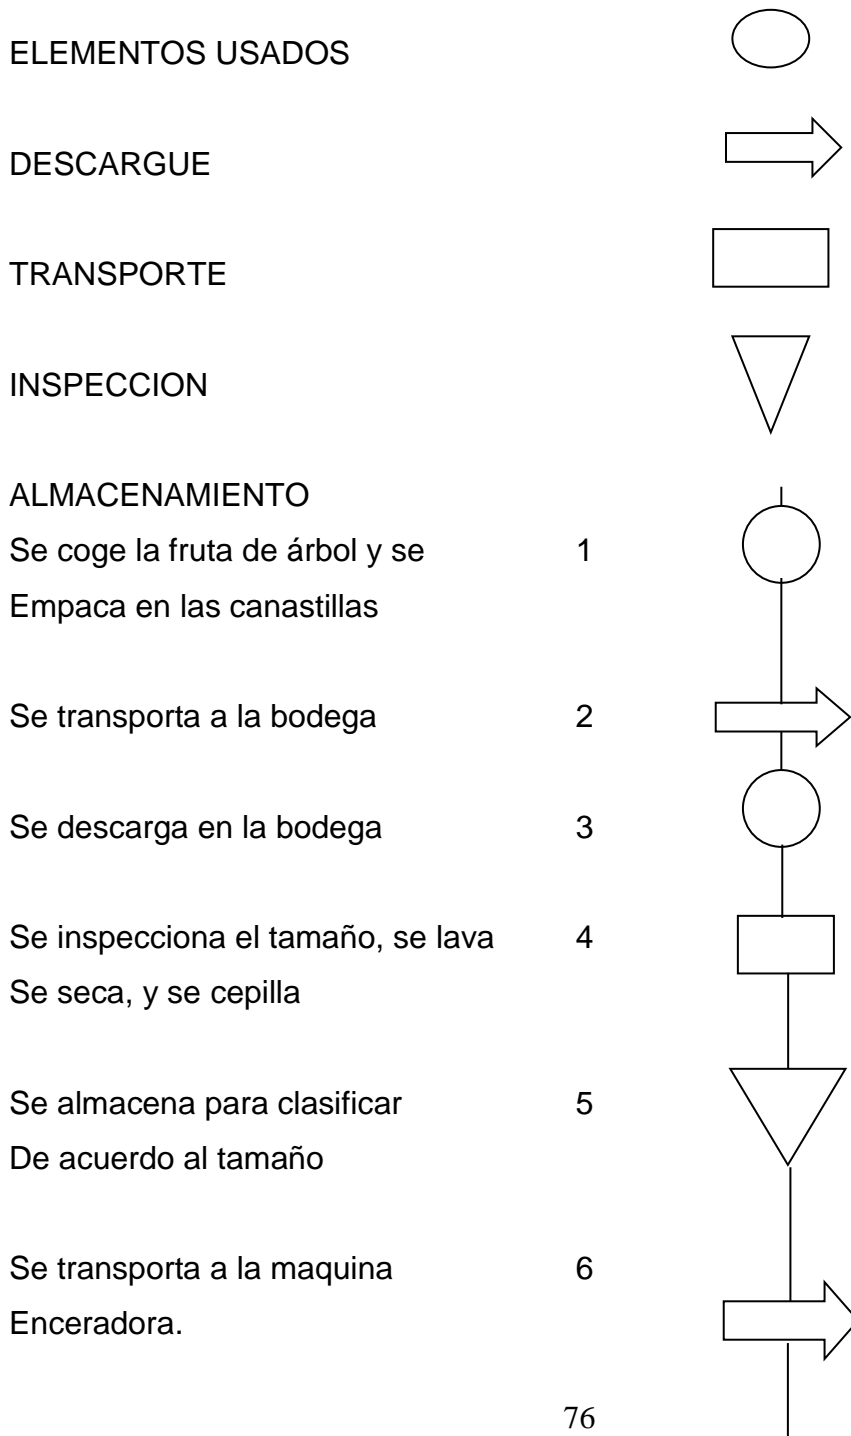 ELEMENTOS USADOS
DESCARGUE
TRANSPORTE
INSPECCION
ALMACENAMIENTO
Se coge la fruta de árbol y se 1
Empaca en las canastillas
Se transporta a la bodega 2
Se descarga en la bodega 3
Se inspecciona el tamaño, se lava 4
Se seca, y se cepilla
Se almacena para clasificar 5
De acuerdo al tamaño
Se transporta a la maquina 6
Enceradora.
76